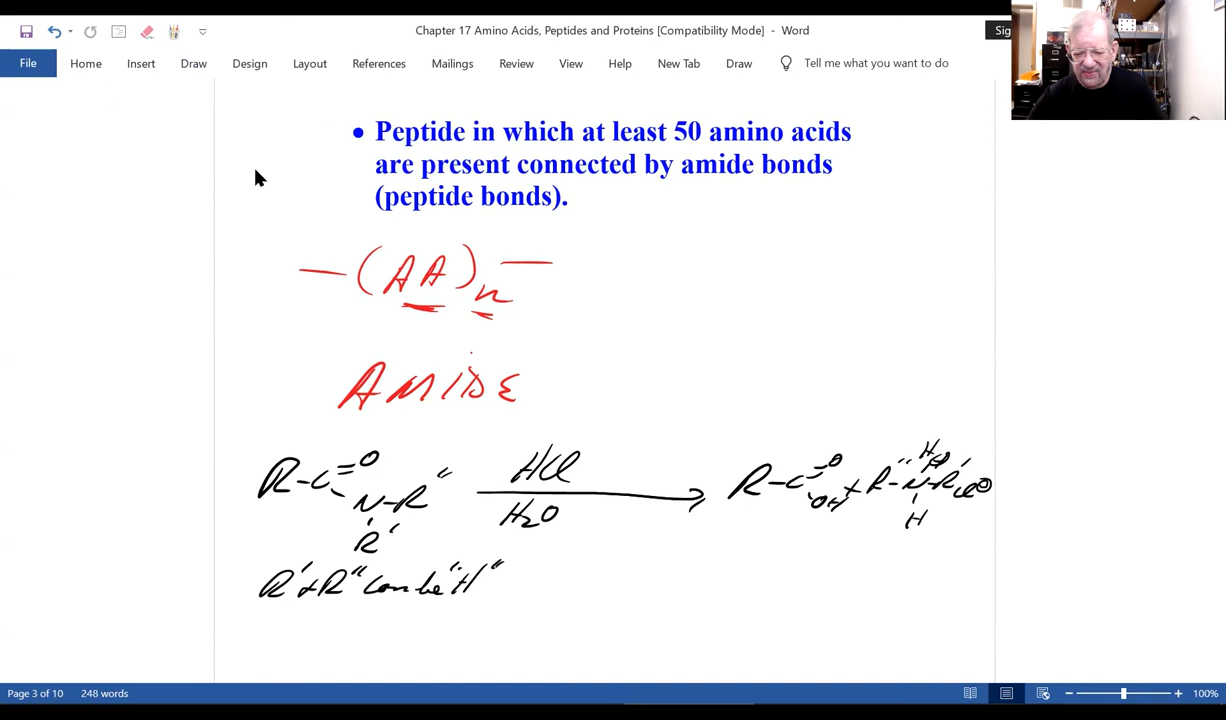 Chapter 17 Amino Acids, Peptides and Proteins [Compatibility Mode] - Word
Sig
File Home Insert Draw Design Layout References Mailings Review View Help New Tab Draw Tell me what you want to do
• Peptide in which at least 50 amino acids
are present connected by amide bonds
(peptide bonds).
—(AA)n—
AMIDE
R-C=O
N-R"
R'
HCl
H2O
R-C=O
OH
+
R"-N-R'
H
H
Cl⊖
R' + R" can be "H"
Page 3 of 10 248 words
100%